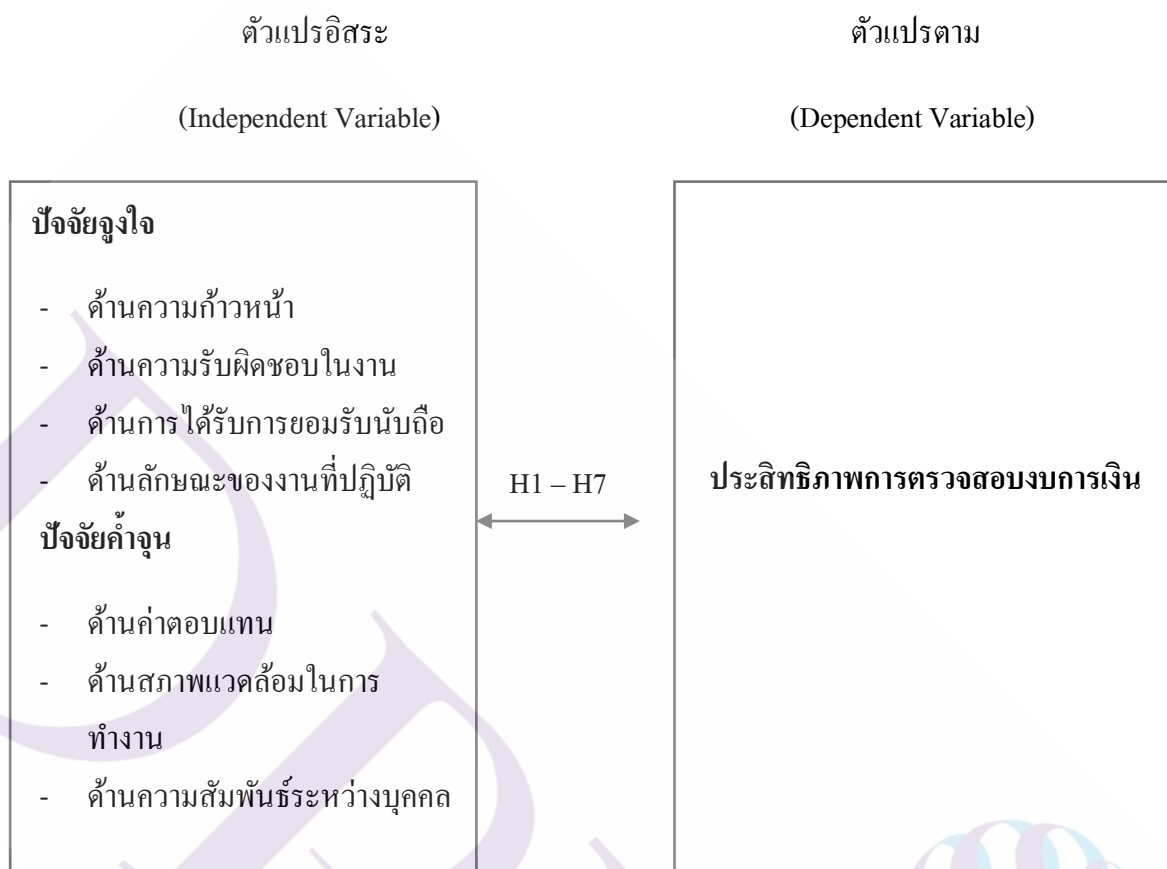 ตัวแปรอิสระ
ตัวแปรตาม
(Independent Variable)
(Dependent Variable)
ปัจจัยจูงใจ
- ด้านความก้าวหน้า
- ด้านความรับผิดชอบในงาน
- ด้านการได้รับการยอมรับนับถือ
- ด้านลักษณะของงานที่ปฏิบัติ
ปัจจัยค้ำจุน
- ด้านค่าตอบแทน
- ด้านสภาพแวดล้อมในการ
ทำงาน
- ด้านความสัมพันธ์ระหว่างบุคคล
H1 – H7
ประสิทธิภาพการตรวจสอบงบการเงิน